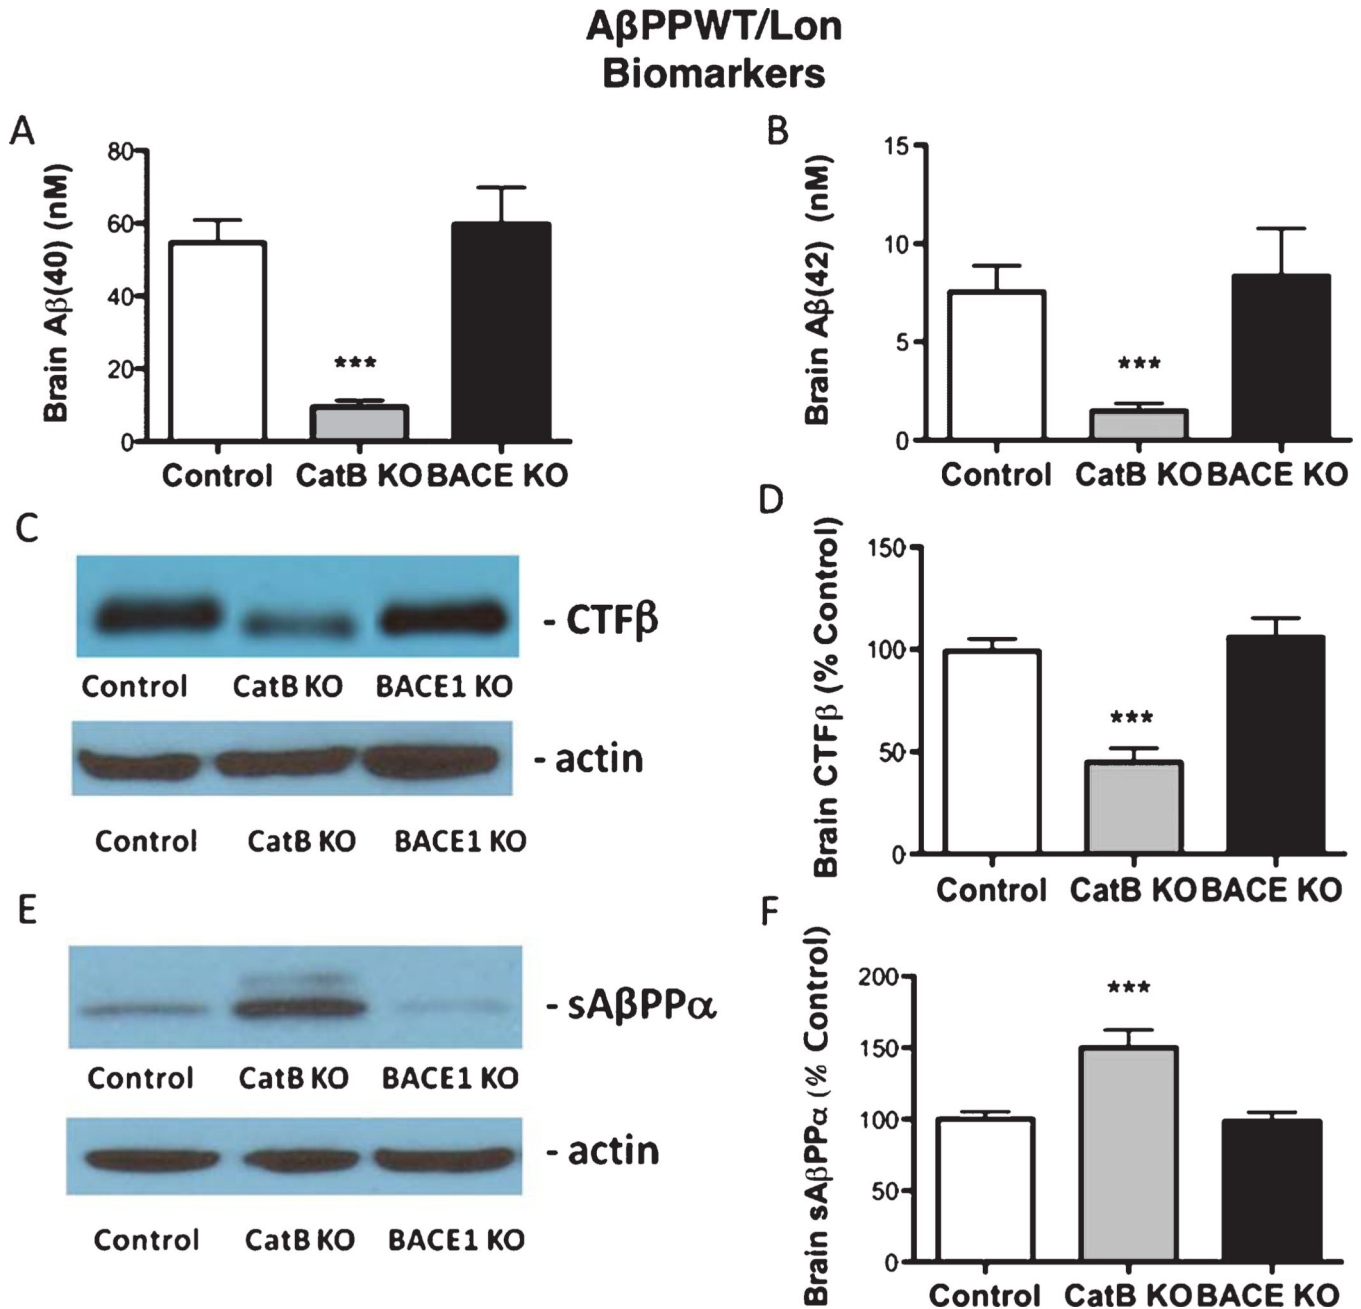 AβPPWT/Lon
Biomarkers
A
Brain Aβ(40) (nM)
80
60
40
20
0
***
Control CatB KO BACE KO
B
Brain Aβ(42) (nM)
15
10
5
0
***
Control CatB KO BACE KO
C
- CTFβ
Control CatB KO BACE1 KO
- actin
Control CatB KO BACE1 KO
D
Brain CTFβ (% Control)
150
100
50
0
***
Control CatB KO BACE KO
E
- sAβPPα
Control CatB KO BACE1 KO
- actin
Control CatB KO BACE1 KO
F
Brain sAβPPα (% Control)
200
150
100
50
0
***
Control CatB KO BACE KO